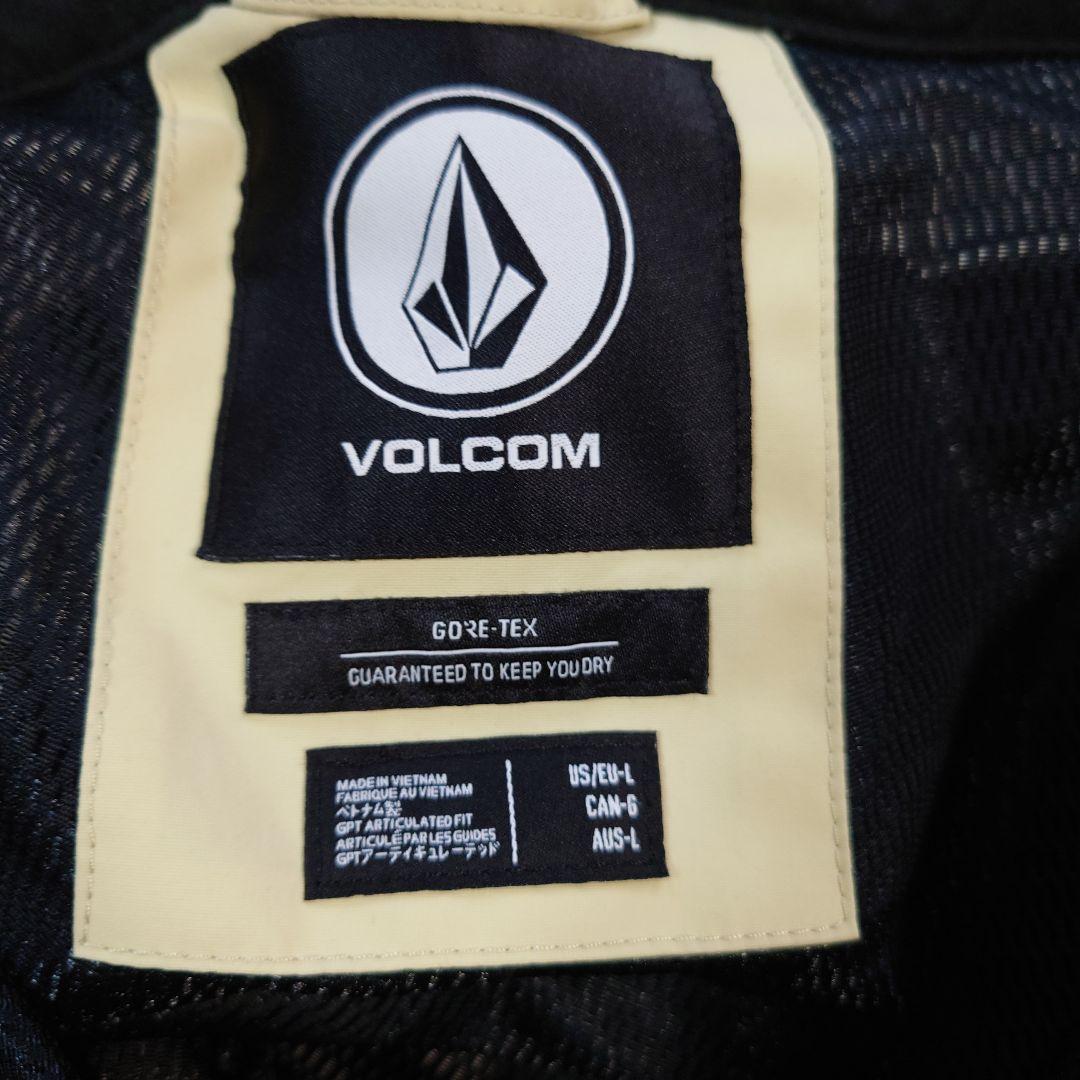 VOLCOM
GORE-TEX
GUARANTEED TO KEEP YOU DRY
MADE IN VIETNAM
FABRIQUE AU VIETNAM
ベトナム製
GPT ARTICULATED FIT
ARTICULÉ PAR LES GUIDES
GPTアーティキュレーテッド
US/EU-L
CAN-G
AUS-L